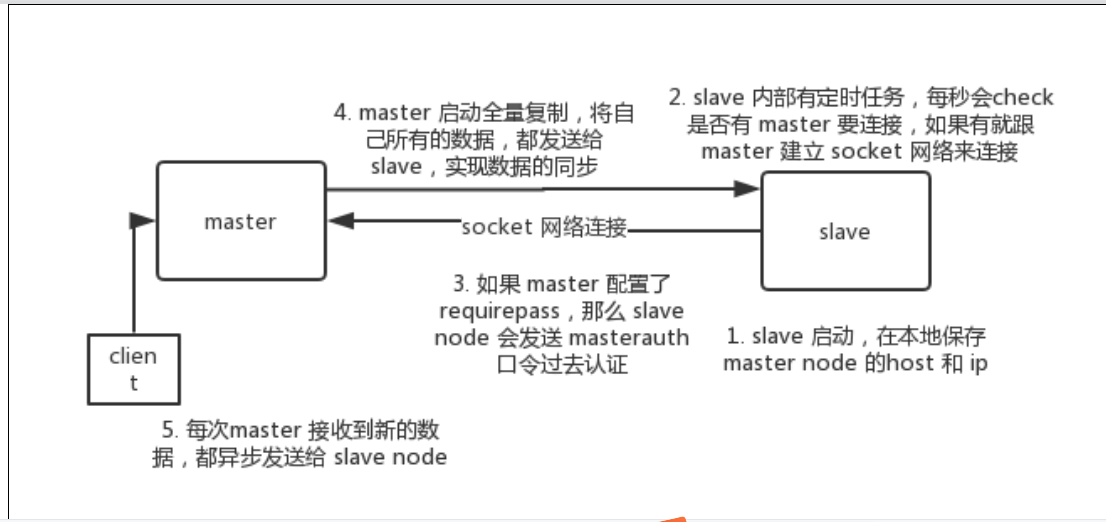 4. master 启动全量复制，将自
己所有的数据，都发送给
slave，实现数据的同步
2. slave 内部有定时任务，每秒会check
是否有 master 要连接，如果有就跟
master 建立 socket 网络来连接
master
socket 网络连接
slave
3. 如果 master 配置了
requirepass，那么 slave
node 会发送 masterauth
口令过去认证
1. slave 启动，在本地保存
master node 的host 和 ip
clien
t
5. 每次master 接收到新的数
据，都异步发送给 slave node